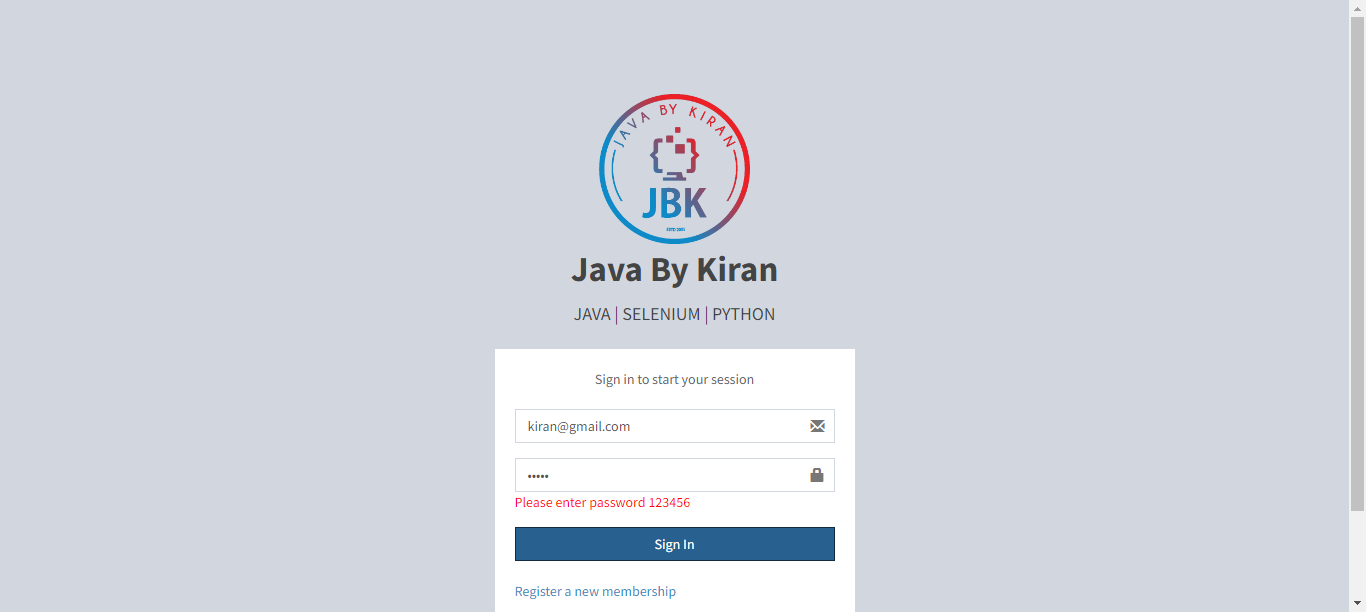 JAVA BY KIRAN
JBK
Java By Kiran
JAVA | SELENIUM | PYTHON
Sign in to start your session
kiran@gmail.com
•••••
Please enter password 123456
Sign In
Register a new membership